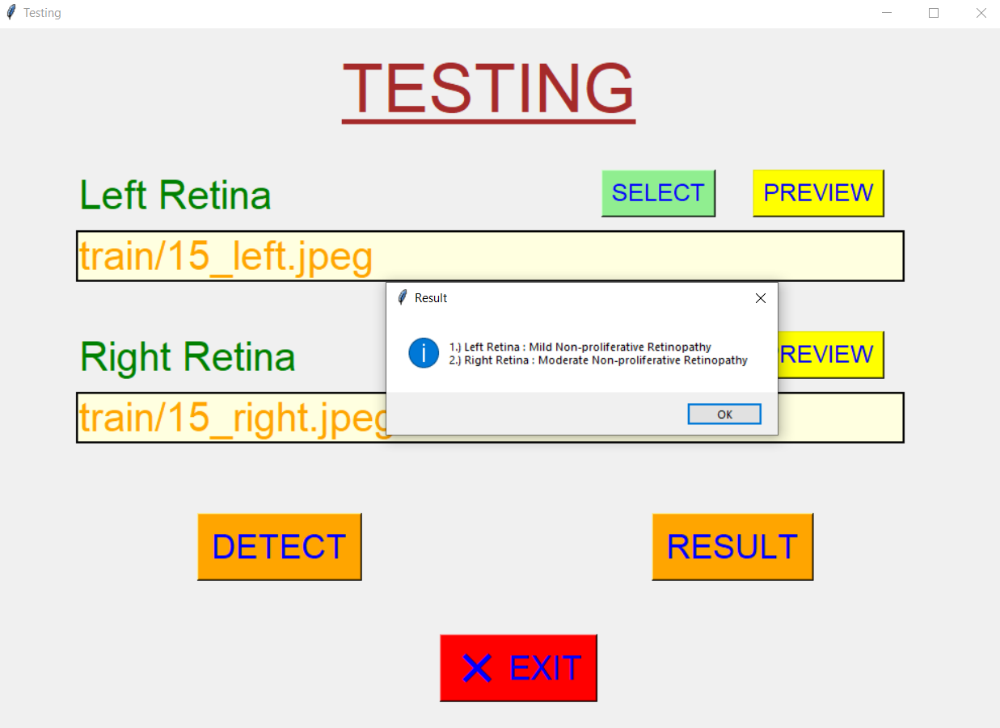 Testing
TESTING
Left Retina
SELECT
PREVIEW
train/15_left.jpeg
Result
1.) Left Retina : Mild Non-proliferative Retinopathy
2.) Right Retina : Moderate Non-proliferative Retinopathy
OK
Right Retina
REVIEW
train/15_right.jpeg
DETECT
RESULT
EXIT